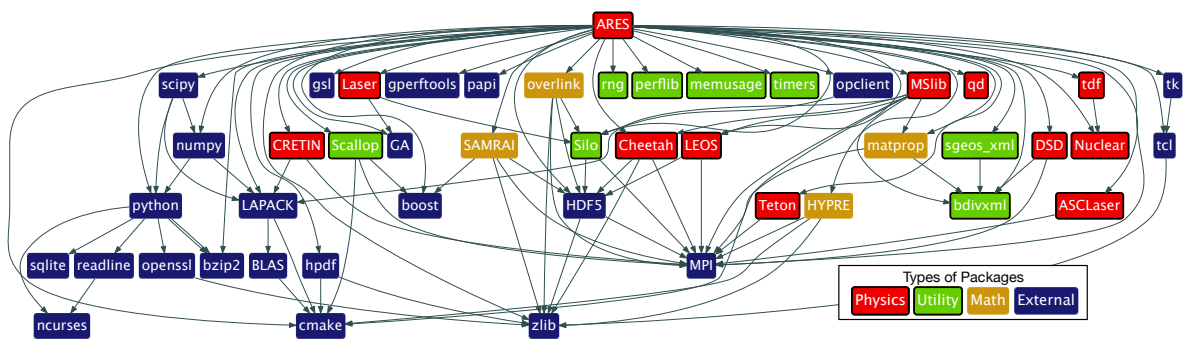 ARES
scipy gsl Laser gperftools papi overlink rng perflib memusage timers opclient MSlib qd tdf tk
numpy CRETIN Scallop GA SAMRAI Silo Cheetah LEOS matprop sgeos_xml DSD Nuclear tcl
python LAPACK boost HDF5 Teton HYPRE bdivxml ASCLaser
sqlite readline openssl bzip2 BLAS hpdf MPI
Types of Packages
Physics Utility Math External
ncurses cmake zlib